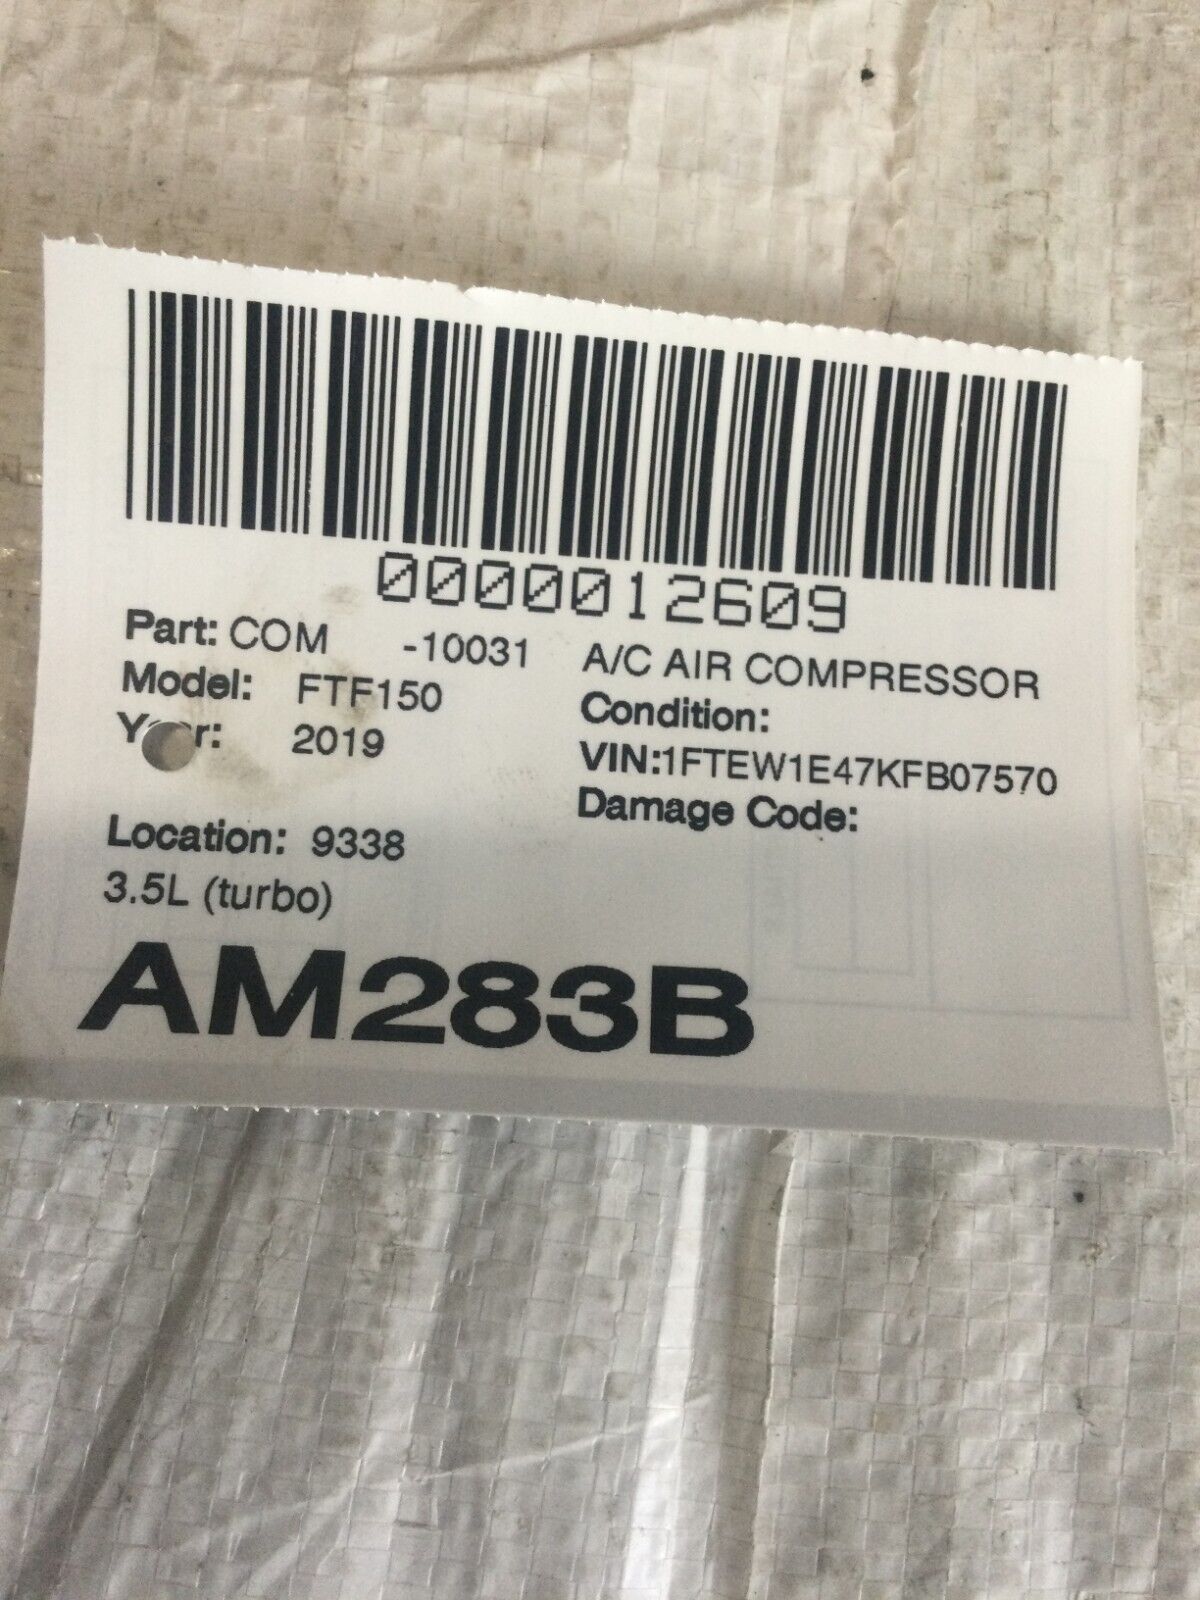 0000012609
Part: COM -10031 A/C AIR COMPRESSOR
Model: FTF150 Condition:
2019 VIN:1FTEW1E47KFB07570
Damage Code:
Location: 9338
3.5L (turbo)
AM283B